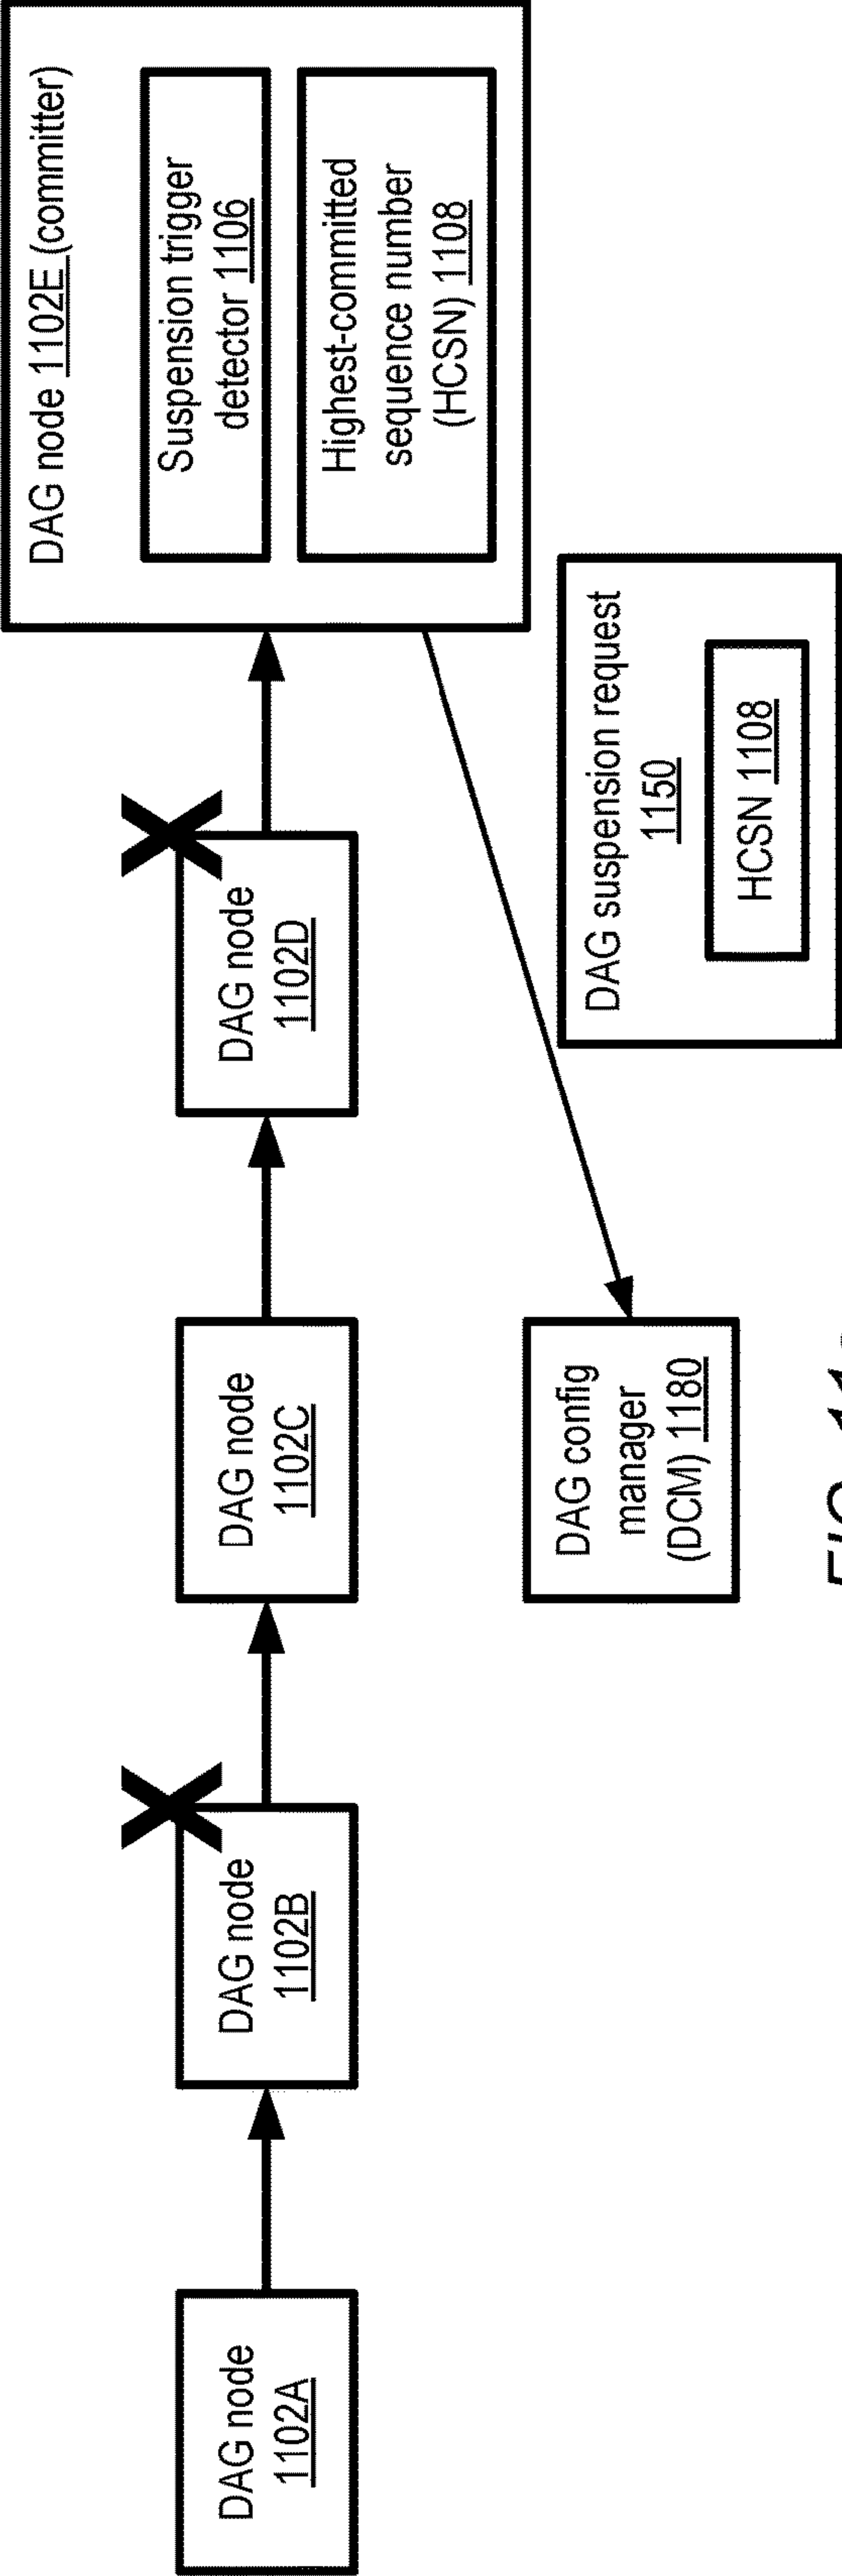 DAG node
1102A
DAG node
1102B
DAG node
1102C
DAG node
1102D
DAG node 1102E (committer)
Suspension trigger
detector 1106
Highest-committed
sequence number
(HCSN) 1108
DAG config
manager
(DCM) 1180
DAG suspension request
1150
HCSN 1108
X
X